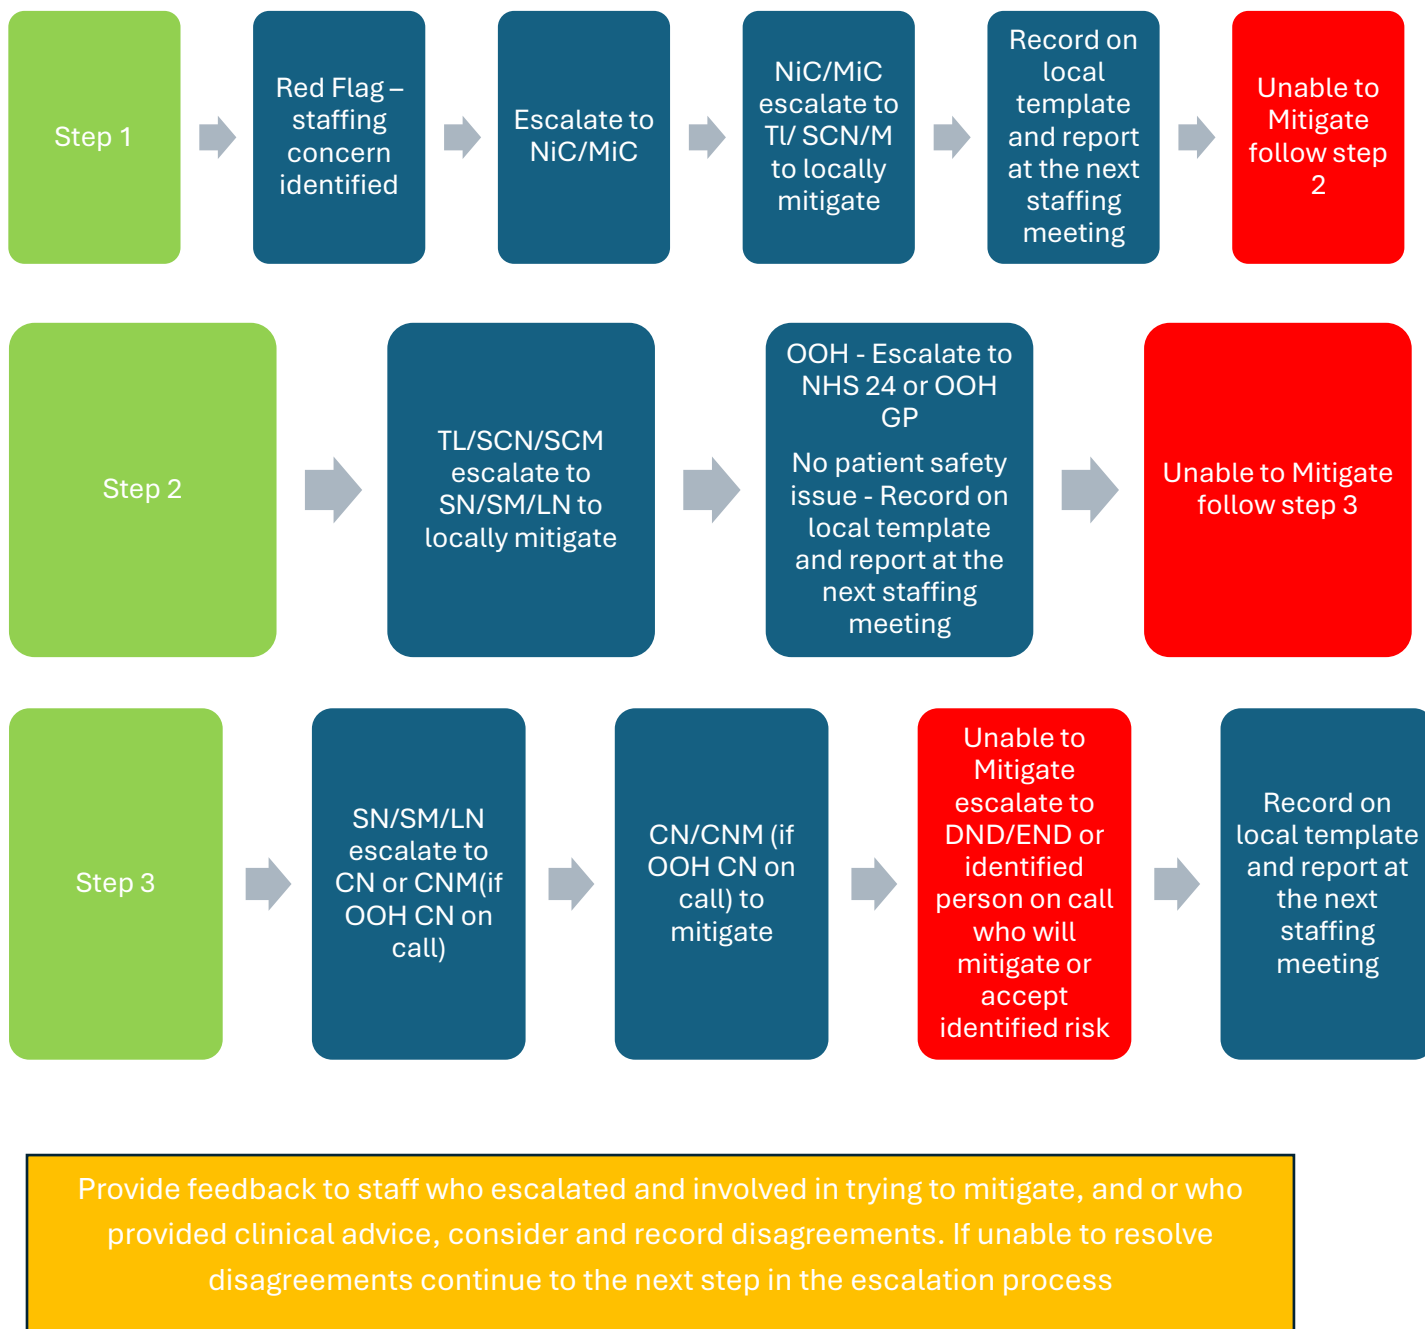 Step 1
Red Flag –
staffing
concern
identified
Escalate to
NiC/MiC
NiC/MiC
escalate to
Tl/ SCN/M
to locally
mitigate
Record on
local
template
and report
at the next
staffing
meeting
Unable to
Mitigate
follow step
2
Step 2
TL/SCN/SCM
escalate to
SN/SM/LN to
locally mitigate
OOH - Escalate to
NHS 24 or OOH
GP
No patient safety
issue - Record on
local template
and report at the
next staffing
meeting
Unable to Mitigate
follow step 3
Step 3
SN/SM/LN
escalate to
CN or CNM(if
OOH CN on
call)
CN/CNM (if
OOH CN on
call) to
mitigate
Unable to
Mitigate
escalate to
DND/END or
identified
person on call
who will
mitigate or
accept
identified risk
Record on
local template
and report at
the next
staffing
meeting
Provide feedback to staff who escalated and involved in trying to mitigate, and or who
provided clinical advice, consider and record disagreements. If unable to resolve
disagreements continue to the next step in the escalation process